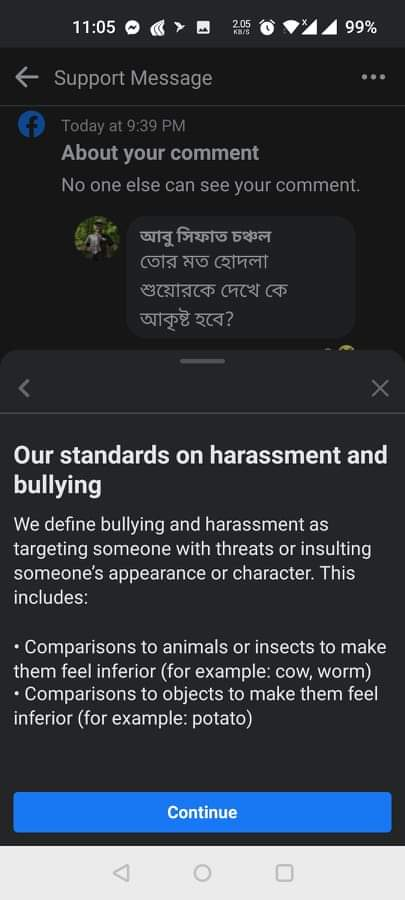 11:05 2.05 KB/S 99%
Support Message
Today at 9:39 PM
About your comment
No one else can see your comment.
আবু সিফাত চঞ্চল
তোর মত হোদলা
শুয়োরকে দেখে কে
আকৃষ্ট হবে?
Our standards on harassment and
bullying
We define bullying and harassment as
targeting someone with threats or insulting
someone's appearance or character. This
includes:
• Comparisons to animals or insects to make
them feel inferior (for example: cow, worm)
• Comparisons to objects to make them feel
inferior (for example: potato)
Continue